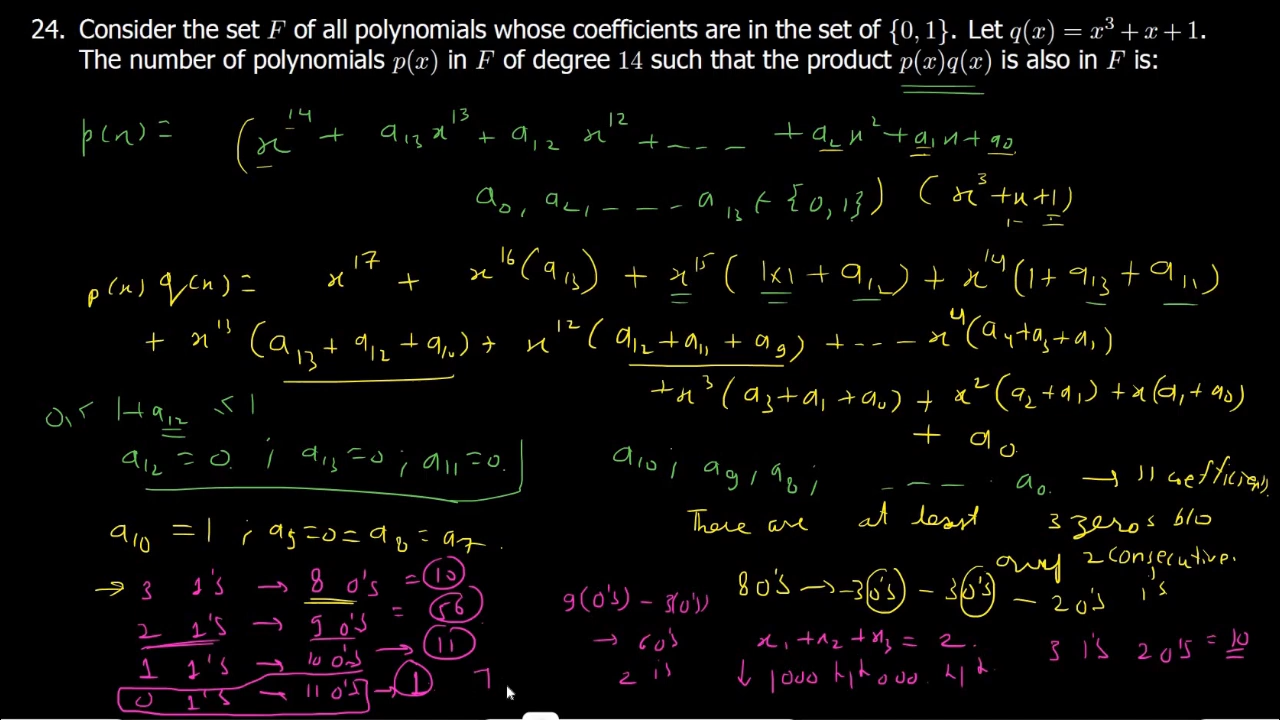 24. Consider the set F of all polynomials whose coefficients are in the set of {0, 1}. Let q(x) = x³ + x + 1.
The number of polynomials p(x) in F of degree 14 such that the product p(x)q(x) is also in F is:
p(x) = (x¹⁴ + a₁₃x¹³ + a₁₂ x¹² + --- + a₂x² + a₁x + a₀
a₀, a₂, ---- a₁₃ ∈ {0,1}) (x³+x+1)
p(x) q(x) = x¹⁷ + x¹⁶(a₁₃) + x¹⁵(1×1 + a₁₂) + x¹⁴(1 + a₁₃ + a₁₁)
+ x¹³ (a₁₃ + a₁₂ + a₁₀) + x¹² (a₁₂ + a₁₁ + a₉) + --- x⁴(a₄+a₃+a₁)
+ x³ (a₃ + a₁ + a₀) + x² (a₂ + a₁) + x(a₁ + a₀)
+ a₀
0 ≤ 1+a₁₂ ≤ 1
a₁₂ = 0 ; a₁₃ = 0 ; a₁₁ = 0.
a₁₀ ; a₉, a₈, ---- a₀. → 11 coefficients.
There are at least 3 zeros b/w
any 2 consecutive 1's
a₁₀ = 1 ; a₉ = 0 = a₈ = a₇.
→ 3 1's → 8 0's = 10
2 1's → 9 0's = 56
1 1's → 10 0's → 11
0 1's → 11 0's → 1 7
9(0's) - 3(0's)
→ 6 0's
2 1's
8 0's → -3 0's - 3 0's - 2 0's
x₁ + x₂ + x₃ = 2.
↓ 1000 1 1000 1
3 1's 2 0's = 10